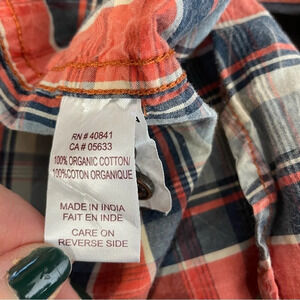 RN# 40841
CA# 05633
100% ORGANIC COTTON/
100%COTON ORGANIQUE
MADE IN INDIA
FAIT EN INDE
CARE ON
REVERSE SIDE